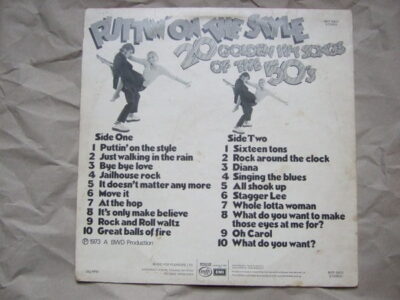 PUTTIN' ON THE STYLE
20 GOLDEN HIT SONGS
OF THE 50's
Side One
1 Puttin' on the style
2 Just walking in the rain
3 Bye bye love
4 Jailhouse rock
5 It doesn't matter any more
6 Move it
7 At the hop
8 It's only make believe
9 Rock and Roll waltz
10 Great balls of fire
℗ 1973 A BWD Production
Side Two
1 Sixteen tons
2 Rock around the clock
3 Diana
4 Singing the blues
5 All shook up
6 Stagger Lee
7 Whole lotta woman
8 What do you want to make
those eyes at me for?
9 Oh Carol
10 What do you want?
EMI